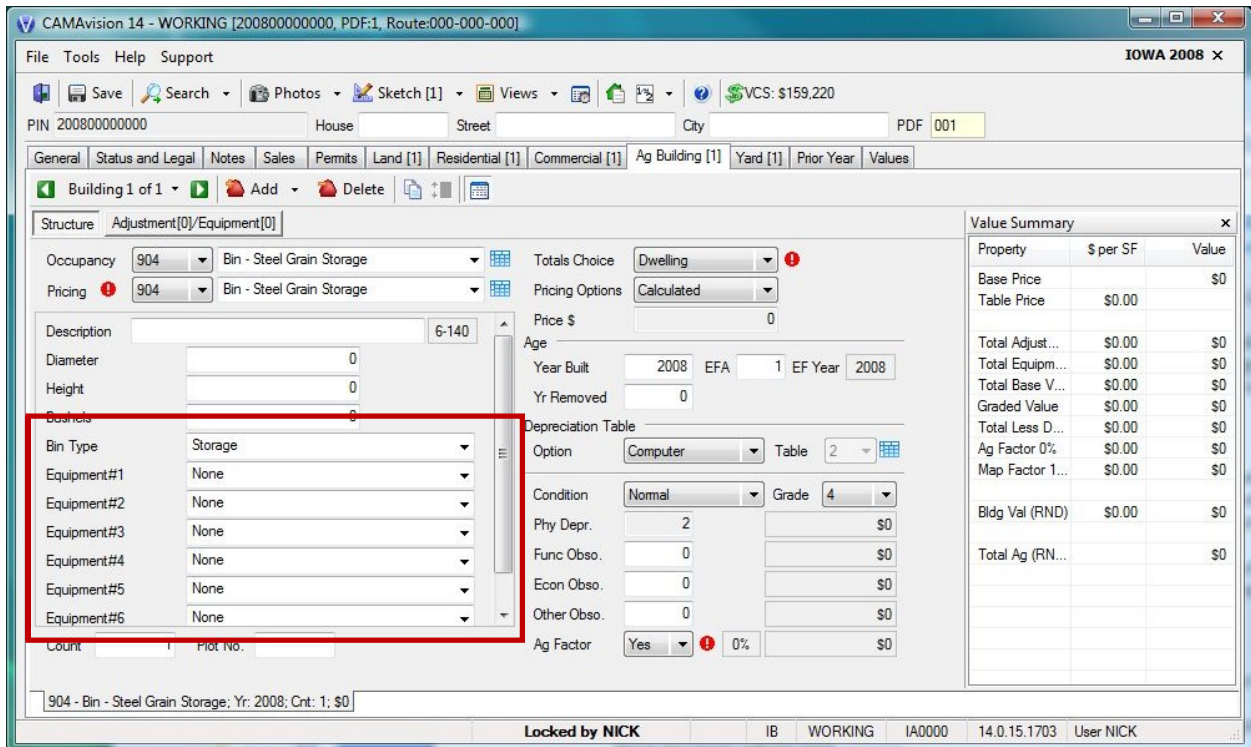 CAMAvision 14 - WORKING [200800000000, PDF:1, Route:000-000-000]
File Tools Help Support IOWA 2008 X
Save Search Photos Sketch [1] Views VCS: $159,220
PIN 200800000000 House Street City PDF 001
General Status and Legal Notes Sales Permits Land [1] Residential [1] Commercial [1] Ag Building [1] Yard [1] Prior Year Values
Building 1 of 1 Add Delete
Structure Adjustment[0]/Equipment[0]
Occupancy 904 Bin - Steel Grain Storage
Pricing 904 Bin - Steel Grain Storage
Description 6-140
Diameter 0
Height 0
Bushels 0
Bin Type Storage
Equipment#1 None
Equipment#2 None
Equipment#3 None
Equipment#4 None
Equipment#5 None
Equipment#6 None
Count 1 Plot No.
Totals Choice Dwelling
Pricing Options Calculated
Price $ 0
Age
Year Built 2008 EFA 1 EF Year 2008
Yr Removed 0
Depreciation Table
Option Computer Table 2
Condition Normal Grade 4
Phy Depr. 2 $0
Func Obso. 0 $0
Econ Obso. 0 $0
Other Obso. 0 $0
Ag Factor Yes 0% $0
Value Summary x
Property $ per SF Value
Base Price $0
Table Price $0.00
Total Adjust... $0.00 $0
Total Equipm... $0.00 $0
Total Base V... $0.00 $0
Graded Value $0.00 $0
Total Less D... $0.00 $0
Ag Factor 0% $0.00 $0
Map Factor 1... $0.00 $0
Bldg Val (RND) $0.00 $0
Total Ag (RN... $0
904 - Bin - Steel Grain Storage; Yr: 2008; Cnt: 1; $0
Locked by NICK IB WORKING IA0000 14.0.15.1703 User NICK